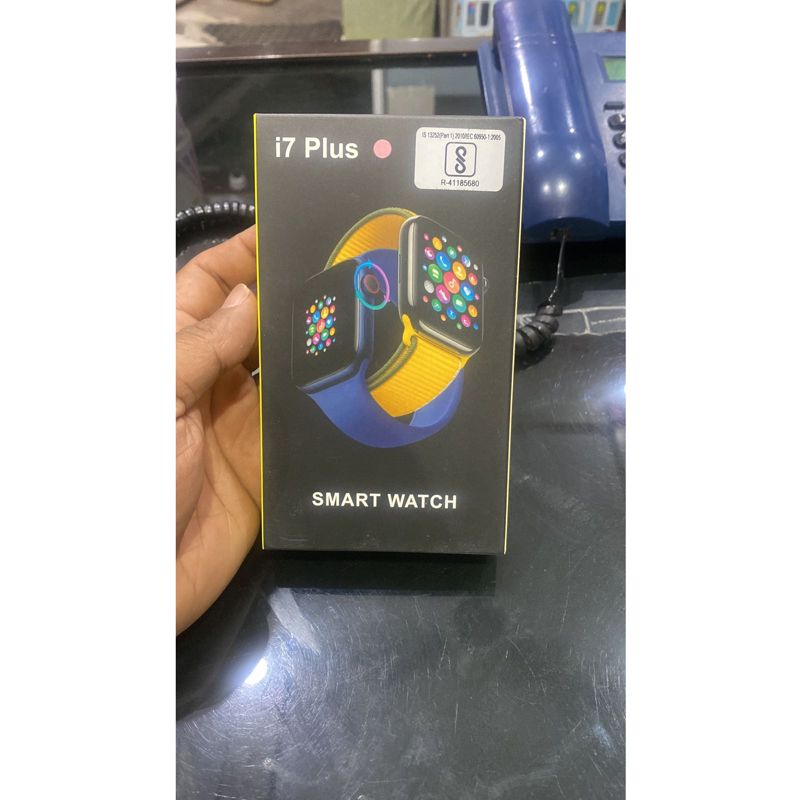 i7 Plus
IS 13252(Part 1) 2010/IEC 60950-1:2005
R-41185680
SMART WATCH